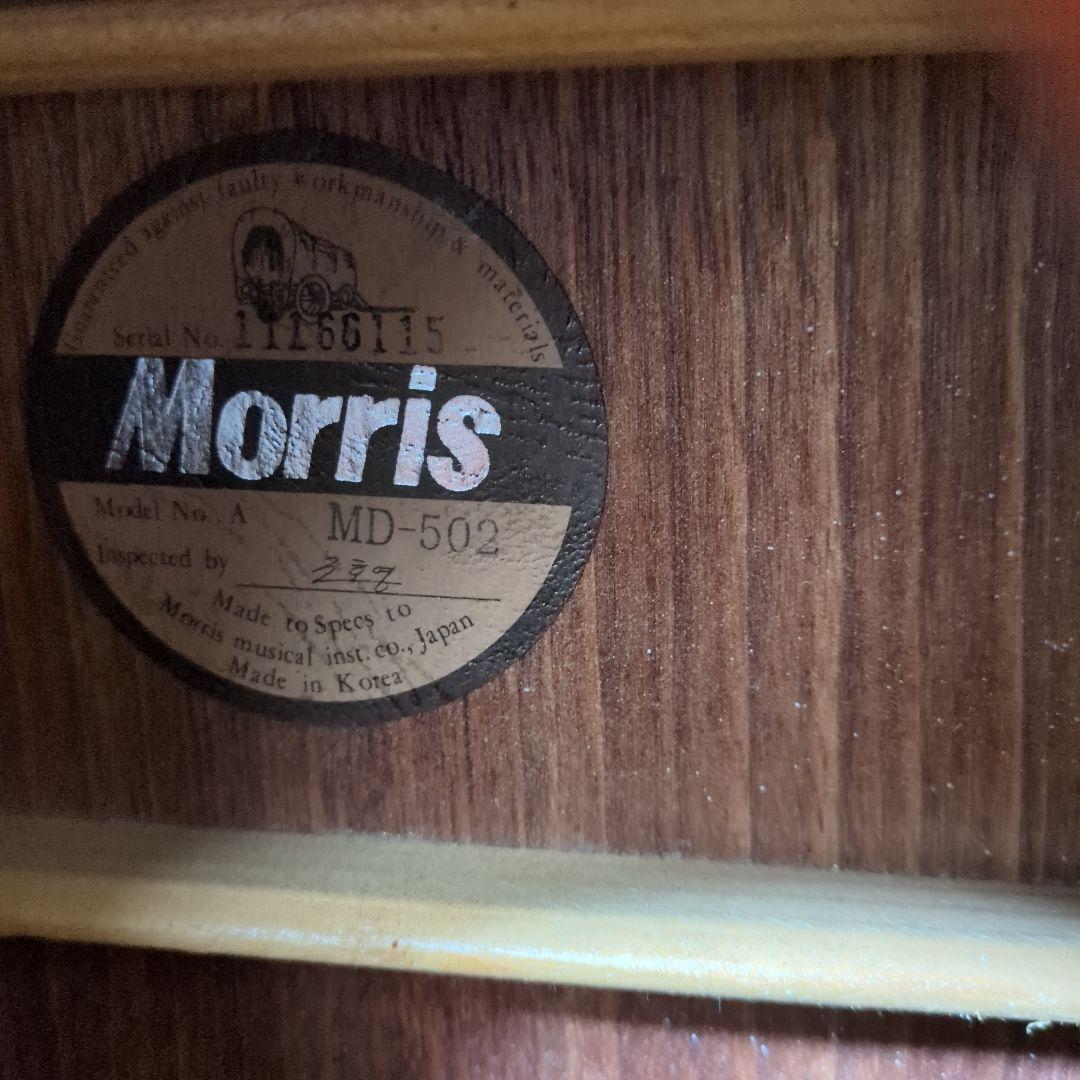 Guaranteed against faulty workmanship & materials
Serial No. 11166115
Morris
Model No. A MD-502
Inspected by
Made to Specs to
Morris musical inst. co., Japan
Made in Korea